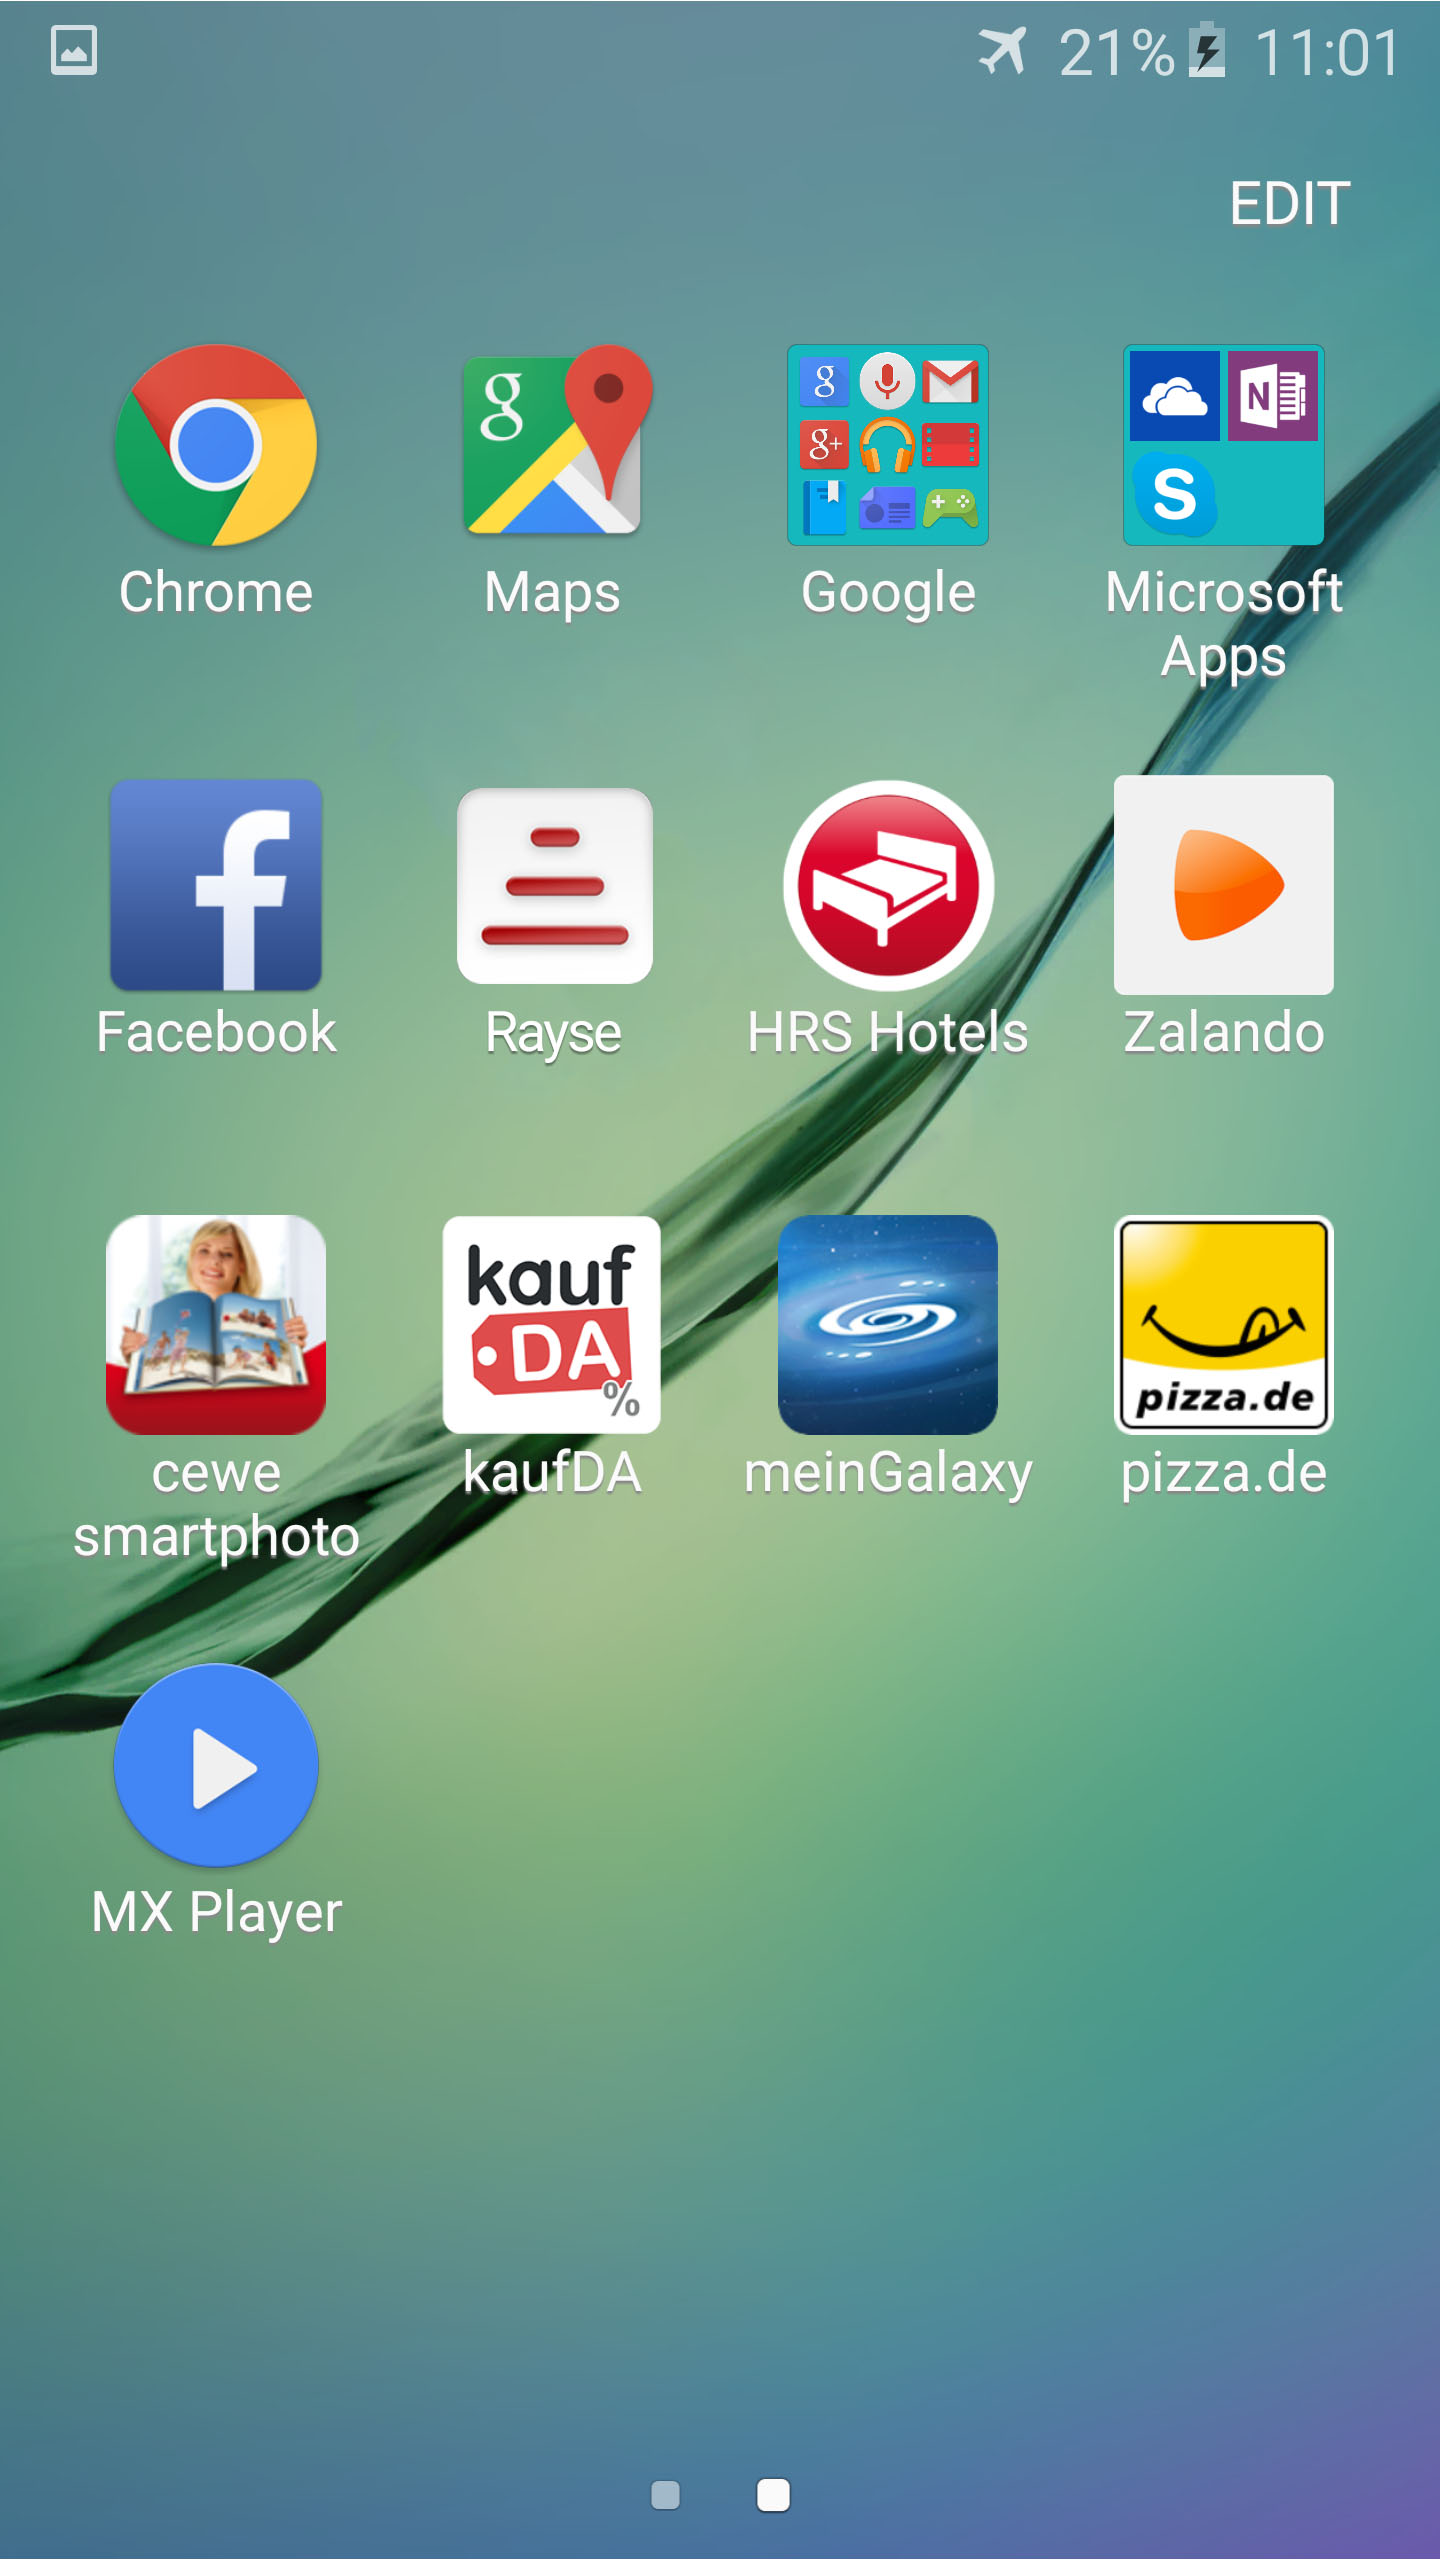 21% 11:01
EDIT
g
g g+ N S
Chrome Maps Google Microsoft
Apps
f
Facebook Rayse HRS Hotels Zalando
kauf
DA
%
pizza.de
cewe kaufDA meinGalaxy pizza.de
smartphoto
MX Player